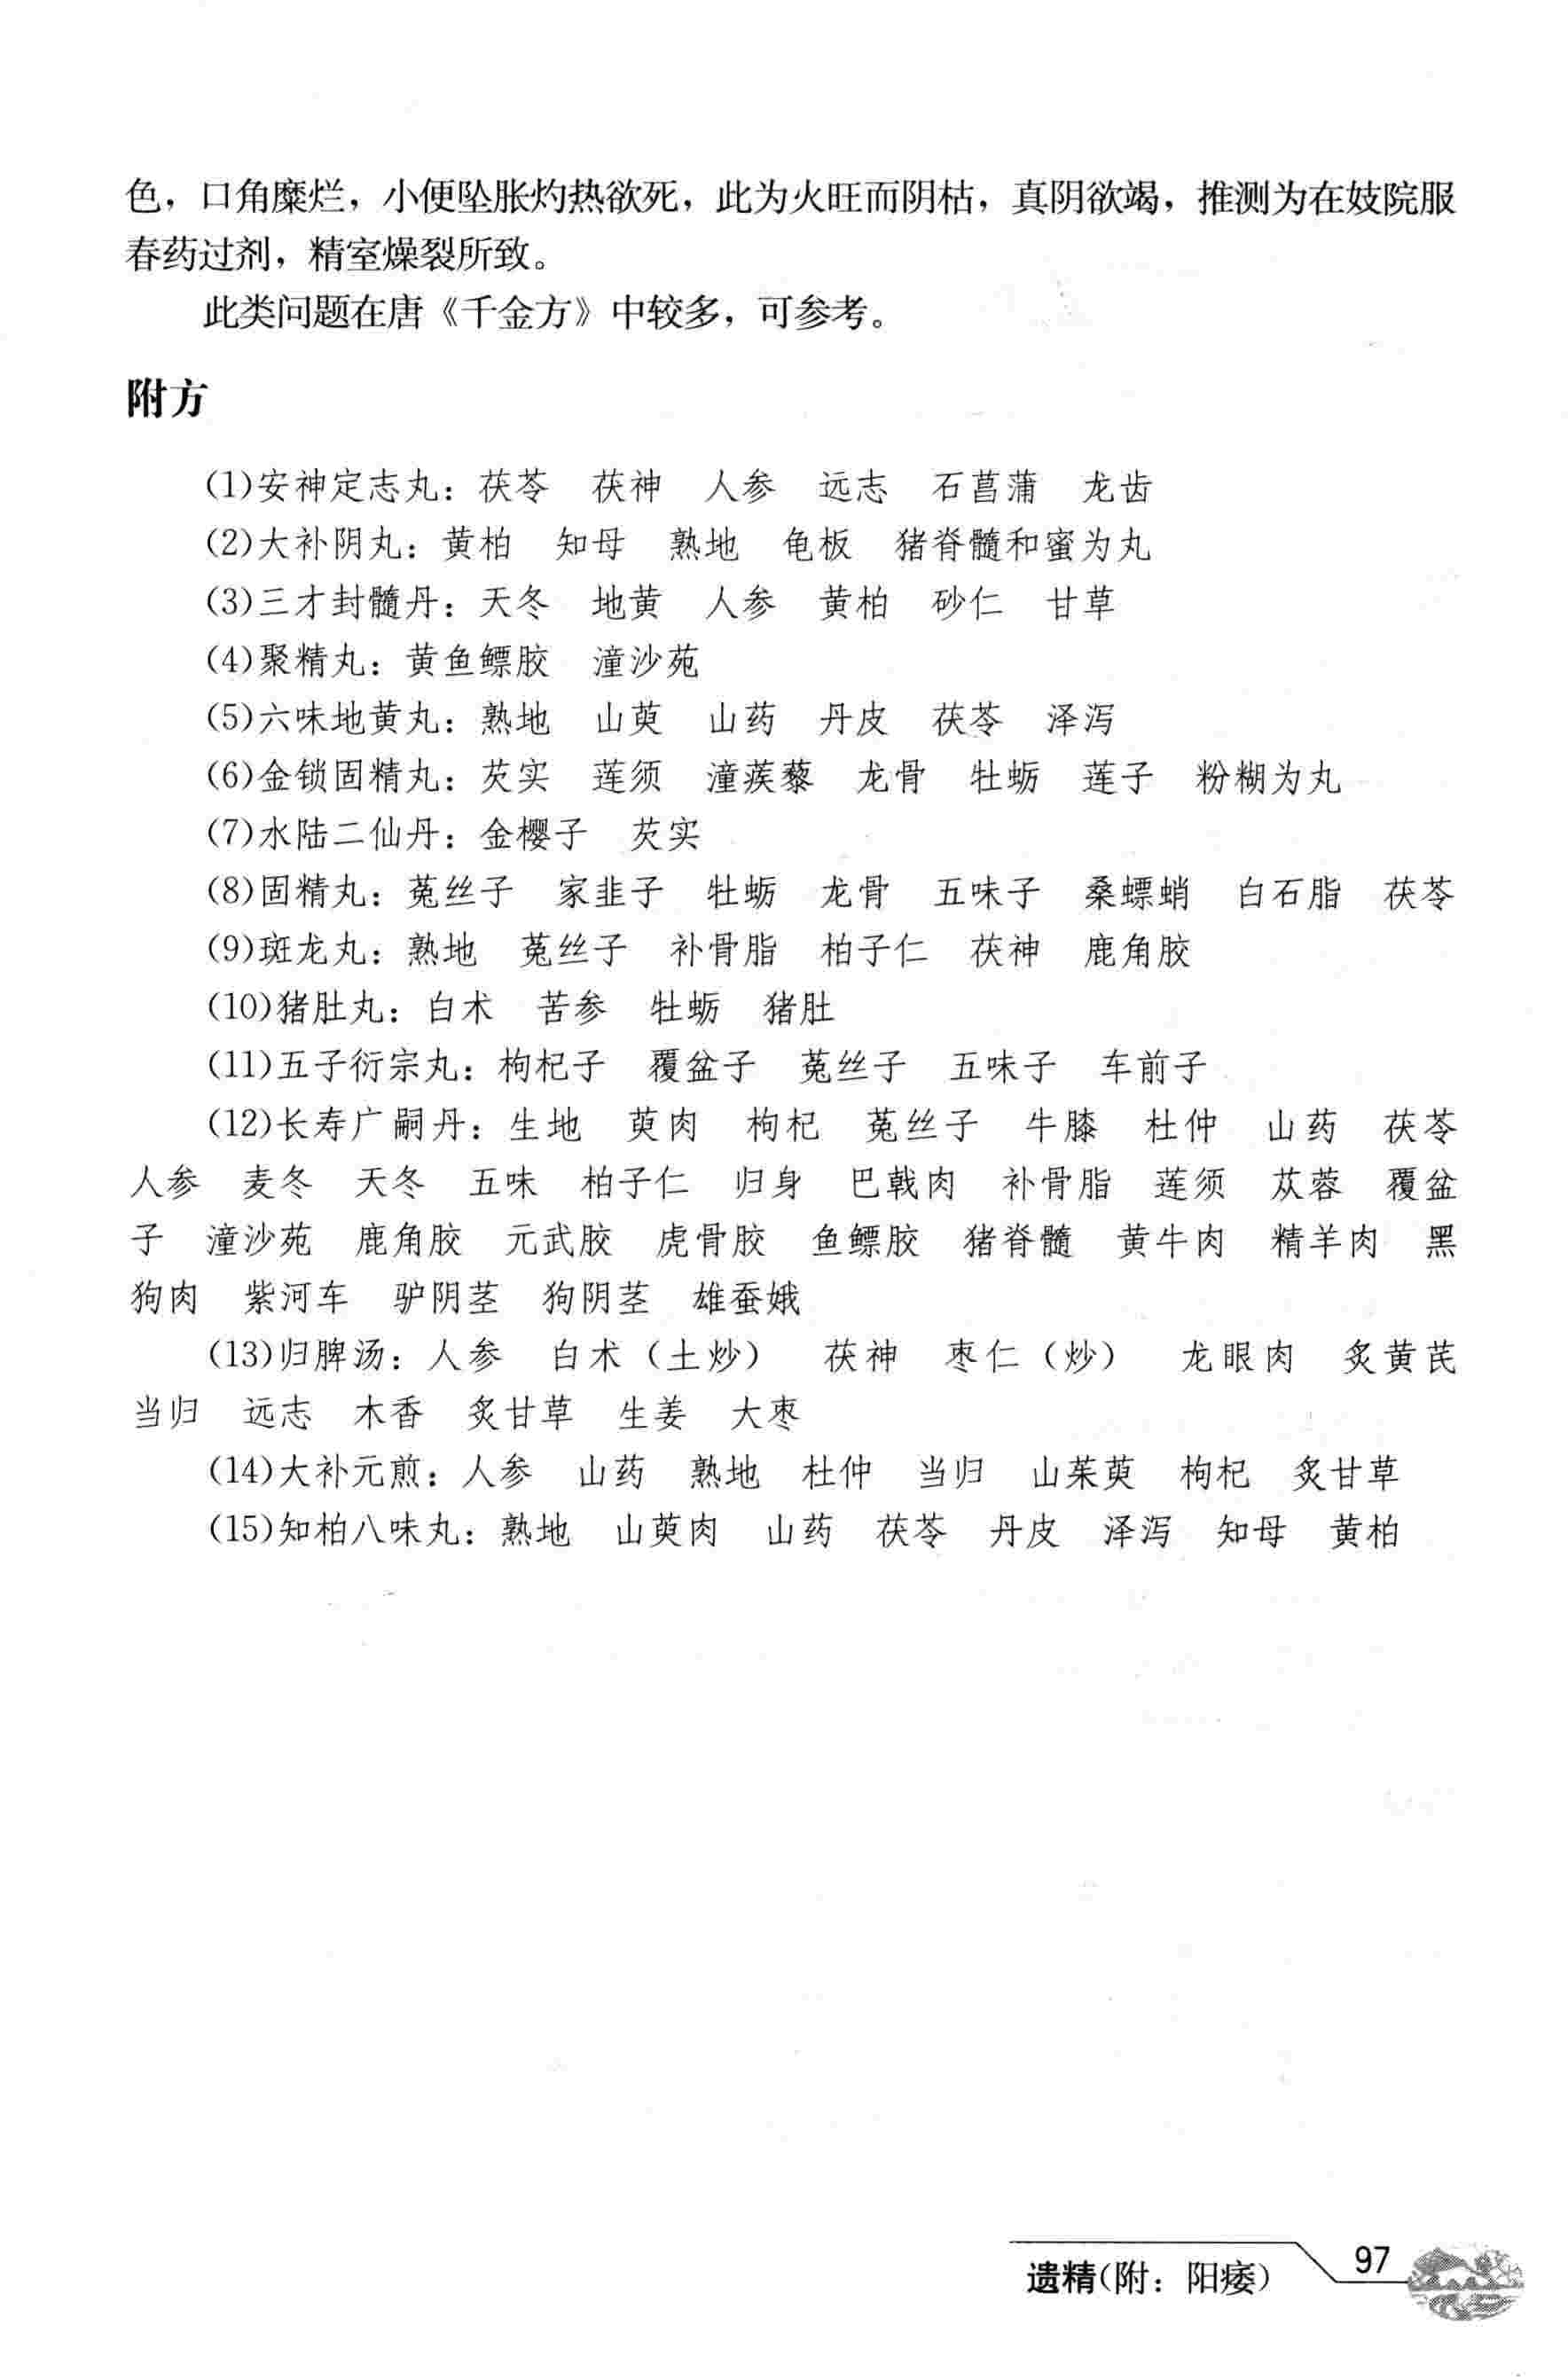 色，口角糜烂，小便坠胀灼热欲死，此为火旺而阴枯，真阴欲竭，推测为在妓院服
春药过剂，精室燥裂所致。
此类问题在唐《千金方》中较多，可参考。
附方
(1)安神定志丸：茯苓　茯神　人参　远志　石菖蒲　龙齿
(2)大补阴丸：黄柏　知母　熟地　龟板　猪脊髓和蜜为丸
(3)三才封髓丹：天冬　地黄　人参　黄柏　砂仁　甘草
(4)聚精丸：黄鱼鳔胶　潼沙苑
(5)六味地黄丸：熟地　山萸　山药　丹皮　茯苓　泽泻
(6)金锁固精丸：芡实　莲须　潼蒺藜　龙骨　牡蛎　莲子　粉糊为丸
(7)水陆二仙丹：金樱子　芡实
(8)固精丸：菟丝子　家韭子　牡蛎　龙骨　五味子　桑螵蛸　白石脂　茯苓
(9)斑龙丸：熟地　菟丝子　补骨脂　柏子仁　茯神　鹿角胶
(10)猪肚丸：白术　苦参　牡蛎　猪肚
(11)五子衍宗丸：枸杞子　覆盆子　菟丝子　五味子　车前子
(12)长寿广嗣丹：生地　萸肉　枸杞　菟丝子　牛膝　杜仲　山药　茯苓
人参　麦冬　天冬　五味　柏子仁　归身　巴戟肉　补骨脂　莲须　苁蓉　覆盆
子　潼沙苑　鹿角胶　元武胶　虎骨胶　鱼鳔胶　猪脊髓　黄牛肉　精羊肉　黑
狗肉　紫河车　驴阴茎　狗阴茎　雄蚕娥
(13)归脾汤：人参　白术（土炒）　茯神　枣仁（炒）　龙眼肉　炙黄芪
当归　远志　木香　炙甘草　生姜　大枣
(14)大补元煎：人参　山药　熟地　杜仲　当归　山茱萸　枸杞　炙甘草
(15)知柏八味丸：熟地　山萸肉　山药　茯苓　丹皮　泽泻　知母　黄柏
遗精(附：阳痿)　97